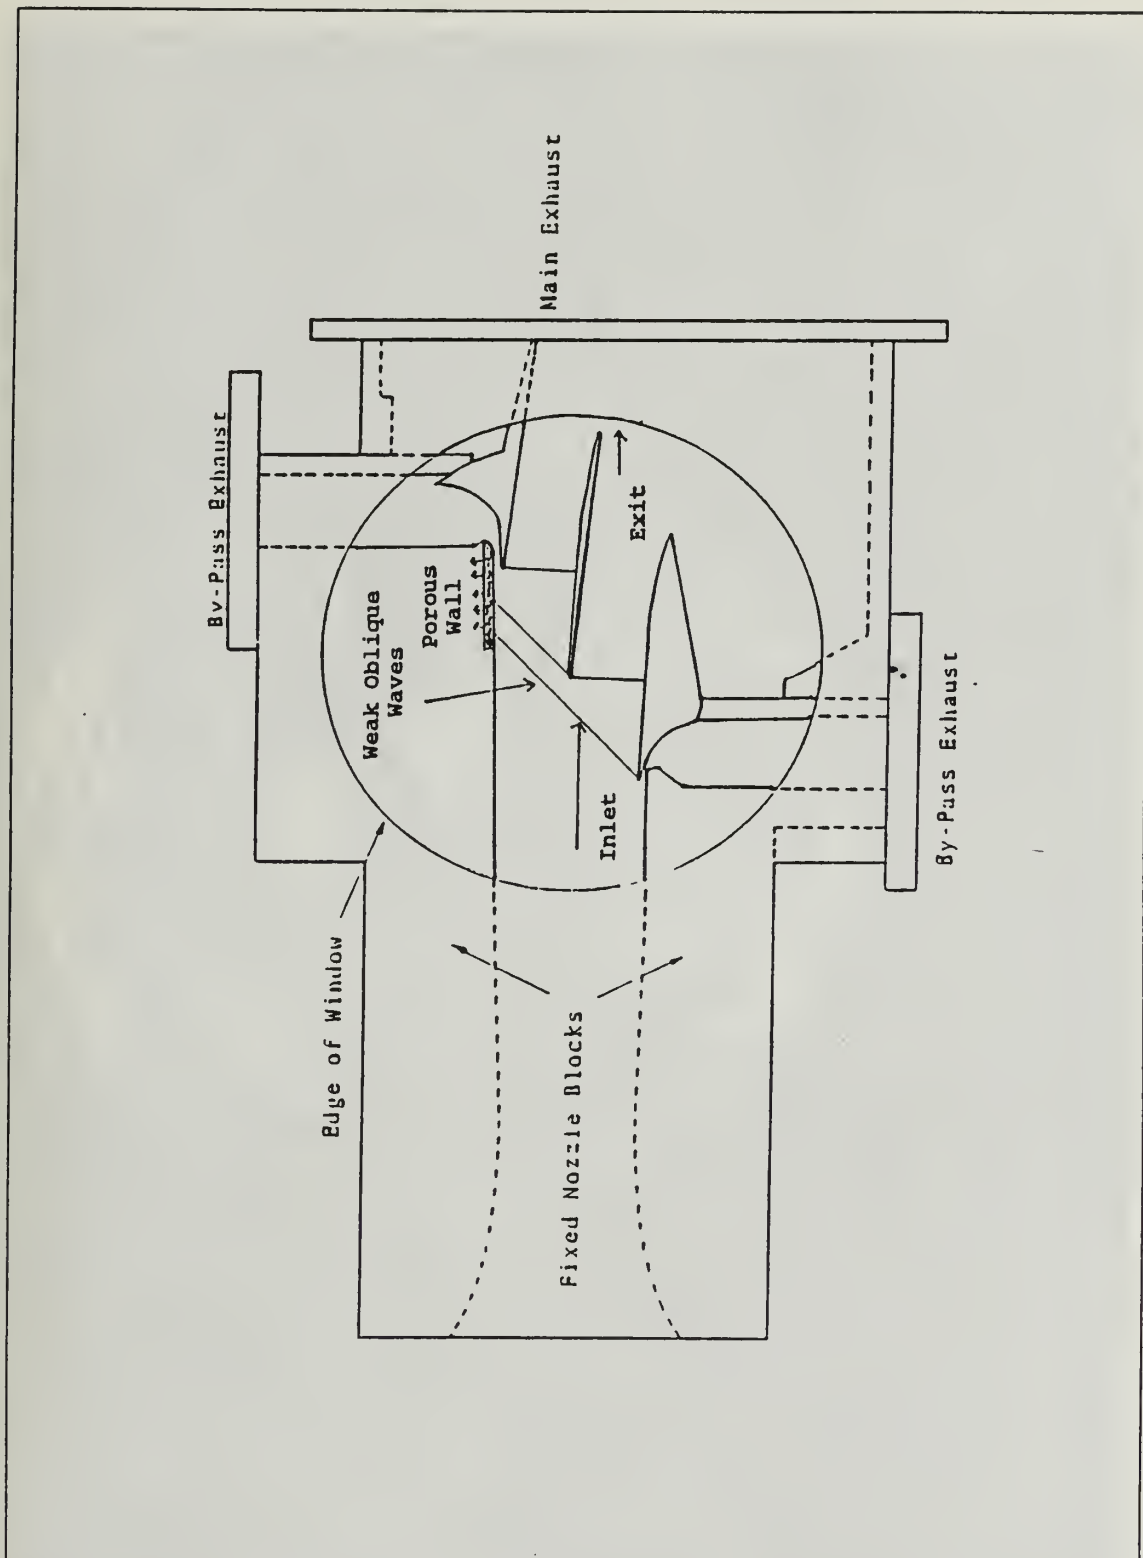 By-Pass Exhaust
Main Exhaust
Weak Oblique
Waves
Porous
Wall
Exit
Inlet
Edge of Window
By-Pass Exhaust
Fixed Nozzle Blocks